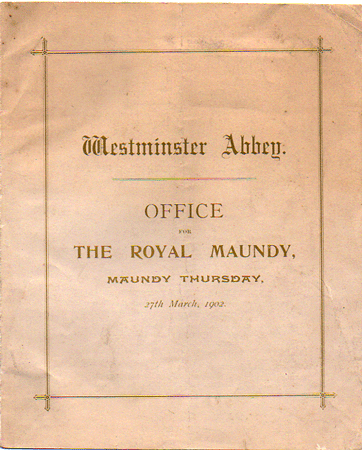 Westminster Abbey.
OFFICE
FOR
THE ROYAL MAUNDY,
MAUNDY THURSDAY,
27th March, 1902.